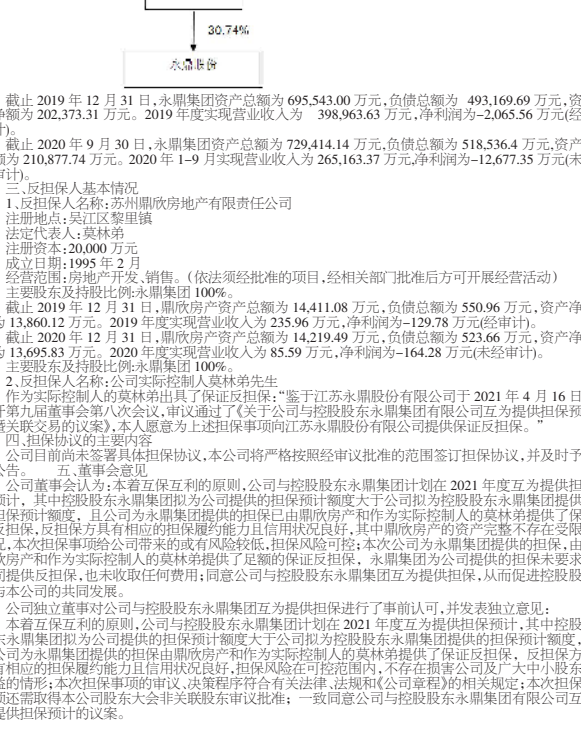 30.74%
永鼎股份
截止 2019 年 12 月 31 日,永鼎集团资产总额为 695,543.00 万元,负债总额为 493,169.69 万元,资
净额为 202,373.31 万元。2019 年度实现营业收入为 398,963.63 万元,净利润为-2,065.56 万元(经
计)。
截止 2020 年 9 月 30 日,永鼎集团资产总额为 729,414.14 万元,负债总额为 518,536.4 万元,资产
额为 210,877.74 万元。2020 年 1-9 月实现营业收入为 265,163.37 万元,净利润为-12,677.35 万元(未
审计)。
三、反担保人基本情况
1、反担保人名称:苏州鼎欣房地产有限责任公司
注册地点:吴江区黎里镇
法定代表人:莫林弟
注册资本:20,000 万元
成立日期:1995 年 2 月
经营范围:房地产开发、销售。(依法须经批准的项目,经相关部门批准后方可开展经营活动)
主要股东及持股比例:永鼎集团 100%。
截止 2019 年 12 月 31 日,鼎欣房产资产总额为 14,411.08 万元,负债总额为 550.96 万元,资产净
为 13,860.12 万元。2019 年度实现营业收入为 235.96 万元,净利润为-129.78 万元(经审计)。
截止 2020 年 12 月 31 日,鼎欣房产资产总额为 14,219.49 万元,负债总额为 523.66 万元,资产净
为 13,695.83 万元。2020 年度实现营业收入为 85.59 万元,净利润为-164.28 万元(未经审计)。
主要股东及持股比例:永鼎集团 100%。
2、反担保人名称:公司实际控制人莫林弟先生
作为实际控制人的莫林弟出具了保证反担保:“鉴于江苏永鼎股份有限公司于 2021 年 4 月 16 日
开第九届董事会第八次会议,审议通过了《关于公司与控股股东永鼎集团有限公司互为提供担保预
暨关联交易的议案》,本人愿意为上述担保事项向江苏永鼎股份有限公司提供保证反担保。”
四、担保协议的主要内容
公司目前尚未签署具体担保协议,本公司将严格按照经审议批准的范围签订担保协议,并及时予
公告。 五、董事会意见
公司董事会认为:本着互保互利的原则,公司与控股股东永鼎集团计划在 2021 年度互为提供担
预计,其中控股股东永鼎集团拟为公司提供的担保预计额度大于公司拟为控股股东永鼎集团提供
担保预计额度,且公司为永鼎集团提供的担保已由鼎欣房产和作为实际控制人的莫林弟提供了保
反担保,反担保方具有相应的担保履约能力且信用状况良好,其中鼎欣房产的资产完整不存在受限
况,本次担保事项给公司带来的或有风险较低,担保风险可控;本次公司为永鼎集团提供的担保,由
欣房产和作为实际控制人的莫林弟提供了足额的保证反担保,永鼎集团为公司提供的担保未要求
司提供反担保,也未收取任何费用;同意公司与控股股东永鼎集团互为提供担保,从而促进控股股
与本公司的共同发展。
公司独立董事对公司与控股股东永鼎集团互为提供担保进行了事前认可,并发表独立意见:
本着互保互利的原则,公司与控股股东永鼎集团计划在 2021 年度互为提供担保预计,其中控股
东永鼎集团拟为公司提供的担保预计额度大于公司拟为控股股东永鼎集团提供的担保预计额度,
公司为永鼎集团提供的担保由鼎欣房产和作为实际控制人的莫林弟提供了保证反担保,反担保方
有相应的担保履约能力且信用状况良好,担保风险在可控范围内,不存在损害公司及广大中小股东
益的情形;本次担保事项的审议、决策程序符合有关法律、法规和《公司章程》的相关规定;本次担保
项还需取得本公司股东大会非关联股东审议批准;一致同意公司与控股股东永鼎集团有限公司互
提供担保预计的议案。